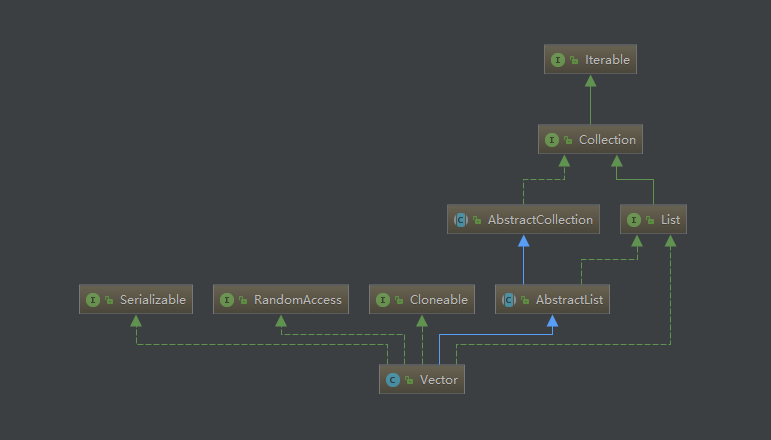 I Iterable
I Collection
C AbstractCollection
I List
I Serializable
I RandomAccess
I Cloneable
C AbstractList
C Vector